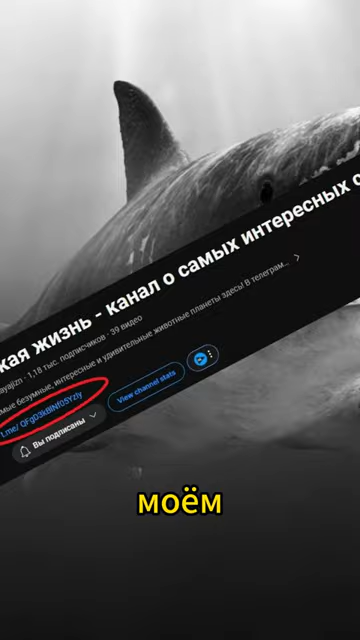 кая жизнь - канал о самых интересных
1,18 тыс. подписчиков · 39 видео
мые безумные, интересные и удивительные животные планеты здесь! В телеграм...
Вы подписаны
View channel stats
моём